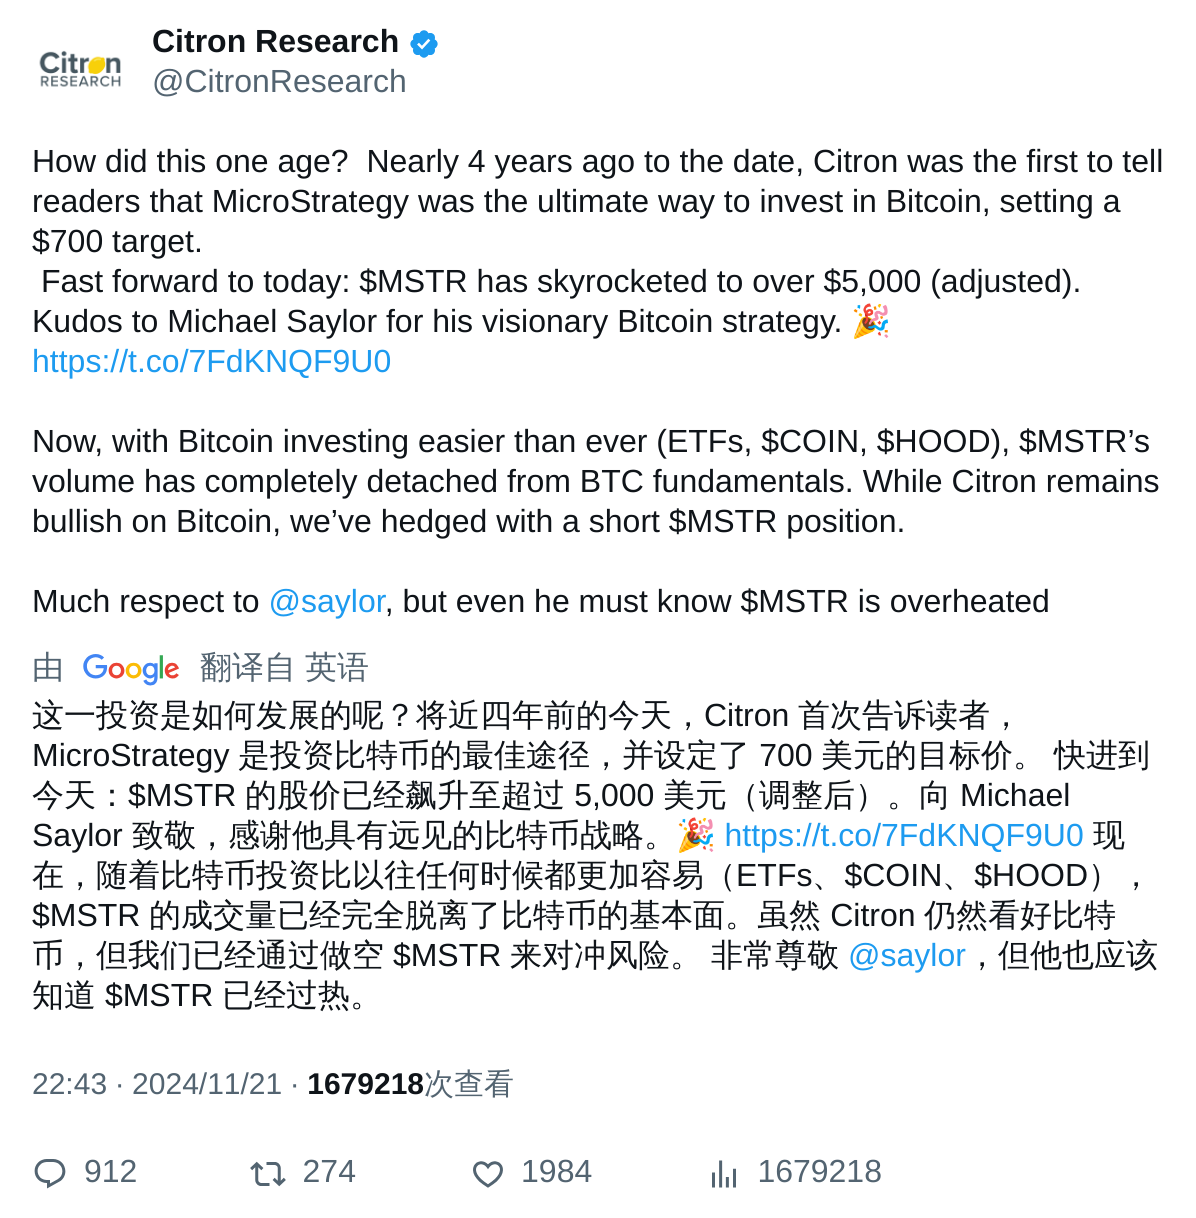 Citron
RESEARCH
Citron Research
@CitronResearch
How did this one age?  Nearly 4 years ago to the date, Citron was the first to tell
readers that MicroStrategy was the ultimate way to invest in Bitcoin, setting a
$700 target.
Fast forward to today: $MSTR has skyrocketed to over $5,000 (adjusted).
Kudos to Michael Saylor for his visionary Bitcoin strategy. 🎉
https://t.co/7FdKNQF9U0
Now, with Bitcoin investing easier than ever (ETFs, $COIN, $HOOD), $MSTR’s
volume has completely detached from BTC fundamentals. While Citron remains
bullish on Bitcoin, we’ve hedged with a short $MSTR position.
Much respect to @saylor, but even he must know $MSTR is overheated
由 Google 翻译自 英语
这一投资是如何发展的呢？将近四年前的今天，Citron 首次告诉读者，
MicroStrategy 是投资比特币的最佳途径，并设定了 700 美元的目标价。 快进到
今天：$MSTR 的股价已经飙升至超过 5,000 美元（调整后）。向 Michael
Saylor 致敬，感谢他具有远见的比特币战略。🎉 https://t.co/7FdKNQF9U0 现
在，随着比特币投资比以往任何时候都更加容易（ETFs、$COIN、$HOOD），
$MSTR 的成交量已经完全脱离了比特币的基本面。虽然 Citron 仍然看好比特
币，但我们已经通过做空 $MSTR 来对冲风险。 非常尊敬 @saylor，但他也应该
知道 $MSTR 已经过热。
22:43 · 2024/11/21 · 1679218次查看
912 274 1984 1679218